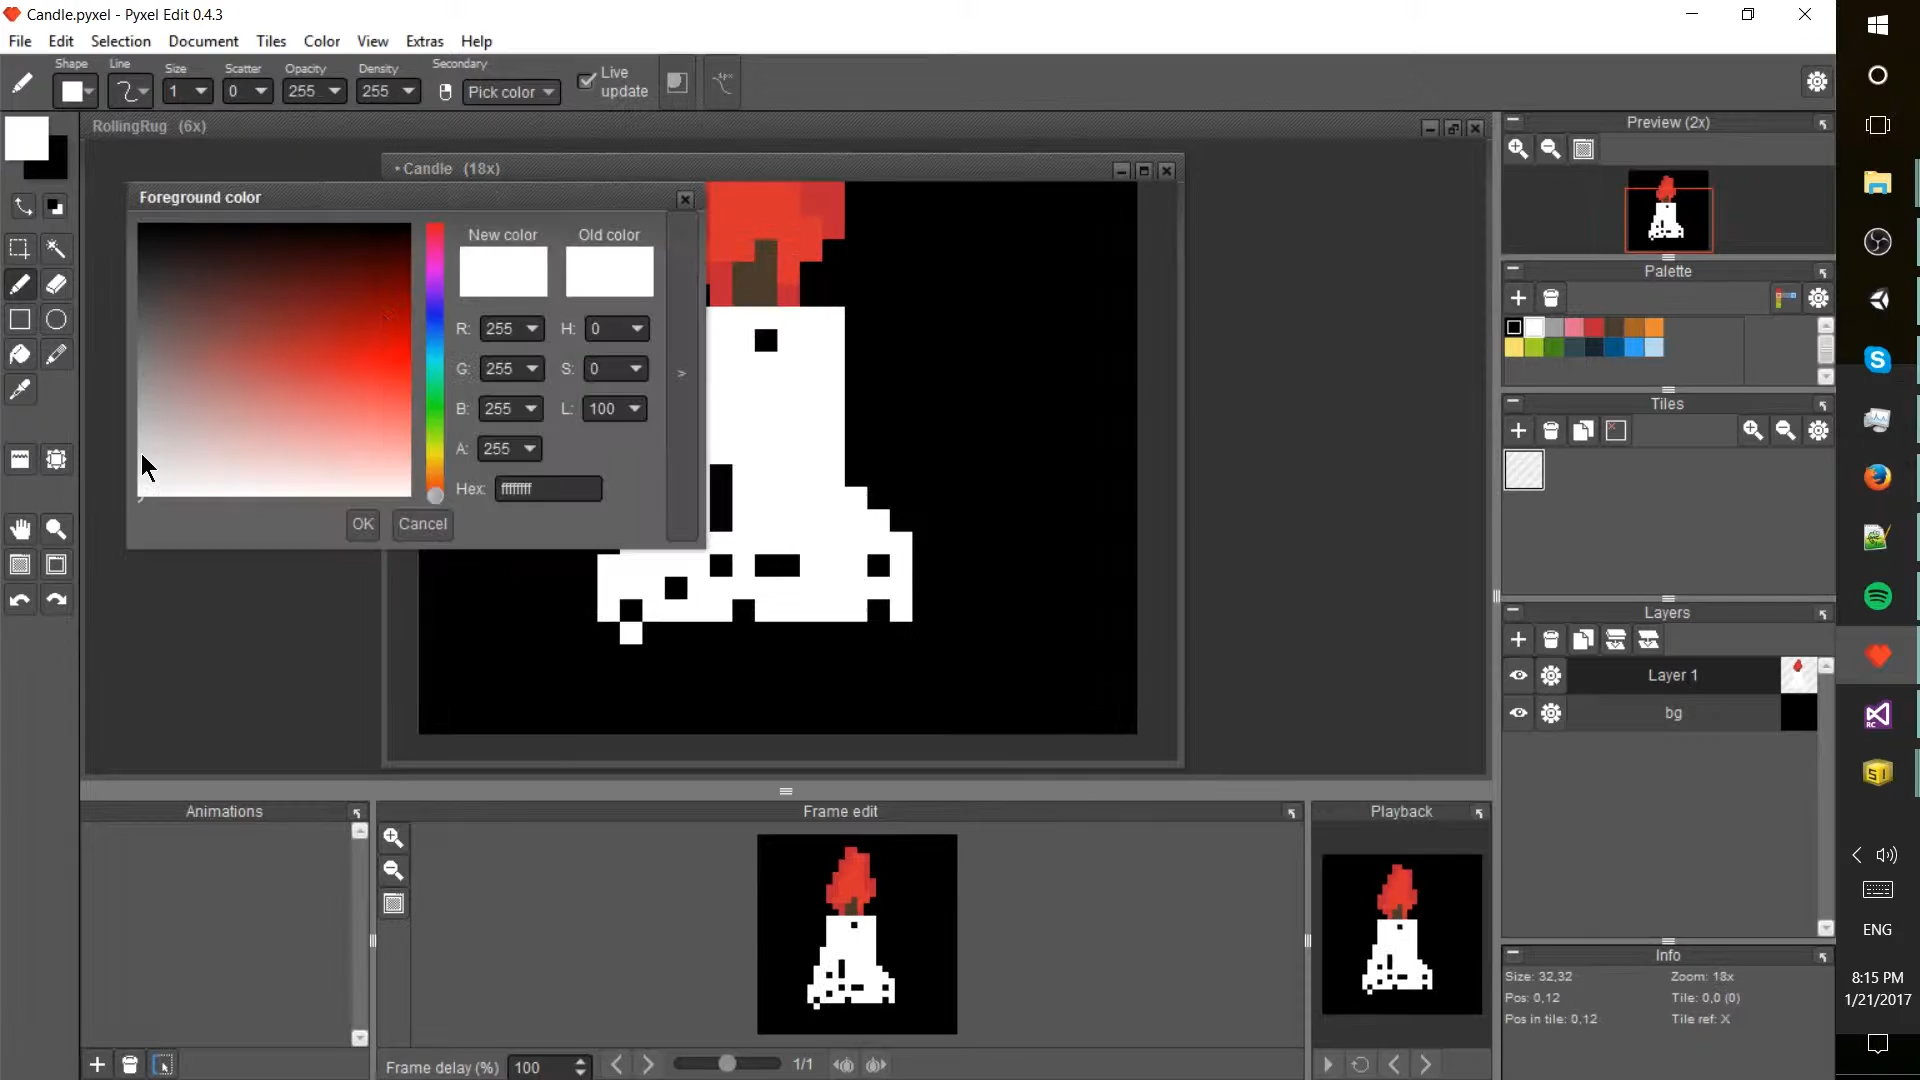 Candle.pyxel - Pyxel Edit 0.4.3
File Edit Selection Document Tiles Color View Extras Help
Shape Line Size Scatter Opacity Density Secondary
1 0 255 255 Pick color
Live update
RollingRug (6x)
• Candle (18x)
Foreground color
New color Old color
R: 255 H: 0
G: 255 S: 0
B: 255 L: 100
A: 255
Hex: ffffffff
>
OK Cancel
Preview (2x)
Palette
Tiles
Layers
Layer 1
bg
Animations
Frame edit
Playback
Frame delay (%) 100
1/1
Info
Size: 32,32 Zoom: 18x
Pos: 0,12 Tile: 0,0 (0)
Pos in tile: 0,12 Tile ref: X
ENG
8:15 PM
1/21/2017